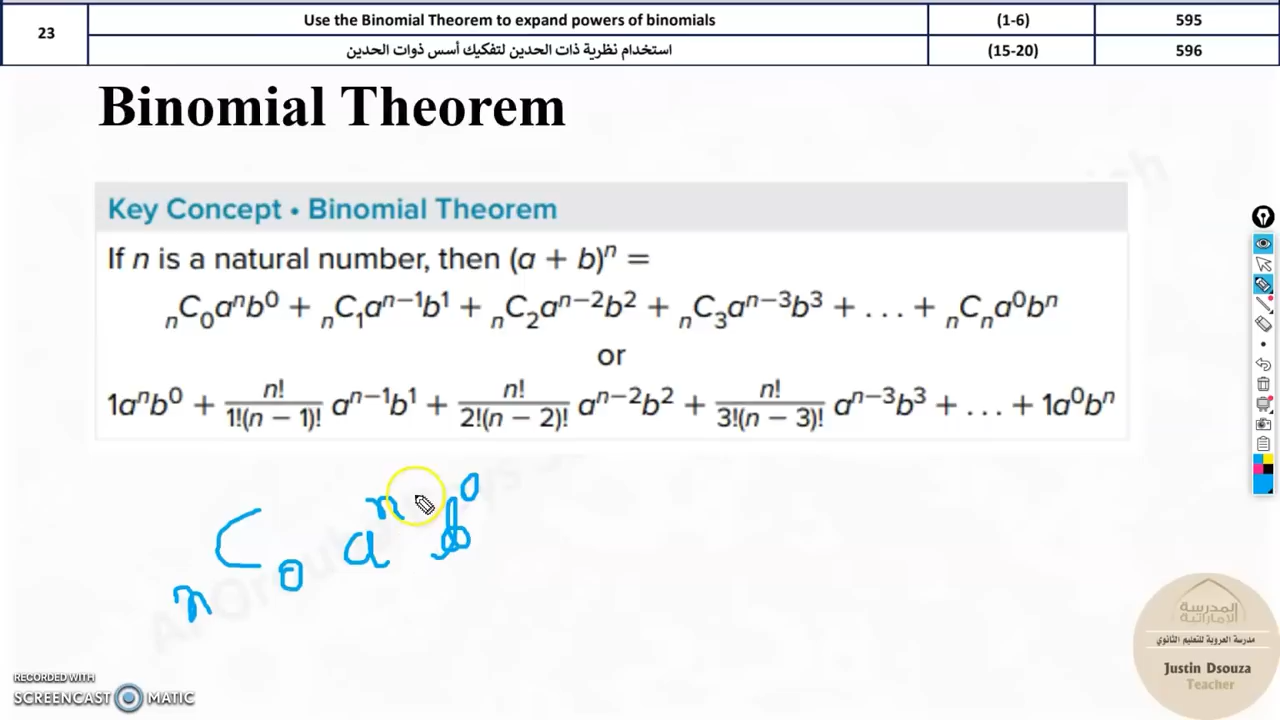 23
Use the Binomial Theorem to expand powers of binomials (1-6) 595
استخدام نظرية ذات الحدين لتفكيك أسس ذوات الحدين (15-20) 596
Binomial Theorem
Key Concept • Binomial Theorem
If n is a natural number, then (a + b)ⁿ =
ₙC₀aⁿb⁰ + ₙC₁aⁿ⁻¹b¹ + ₙC₂aⁿ⁻²b² + ₙC₃aⁿ⁻³b³ + . . . + ₙCₙa⁰bⁿ
or
1aⁿb⁰ + n!/1!(n − 1)! aⁿ⁻¹b¹ + n!/2!(n − 2)! aⁿ⁻²b² + n!/3!(n − 3)! aⁿ⁻³b³ + . . . + 1a⁰bⁿ
ₙC₀ aⁿ b⁰
المدرسة
الإماراتية
مدرسة العروبة للتعليم الثانوي
Justin Dsouza
Teacher
RECORDED WITH
SCREENCAST MATIC